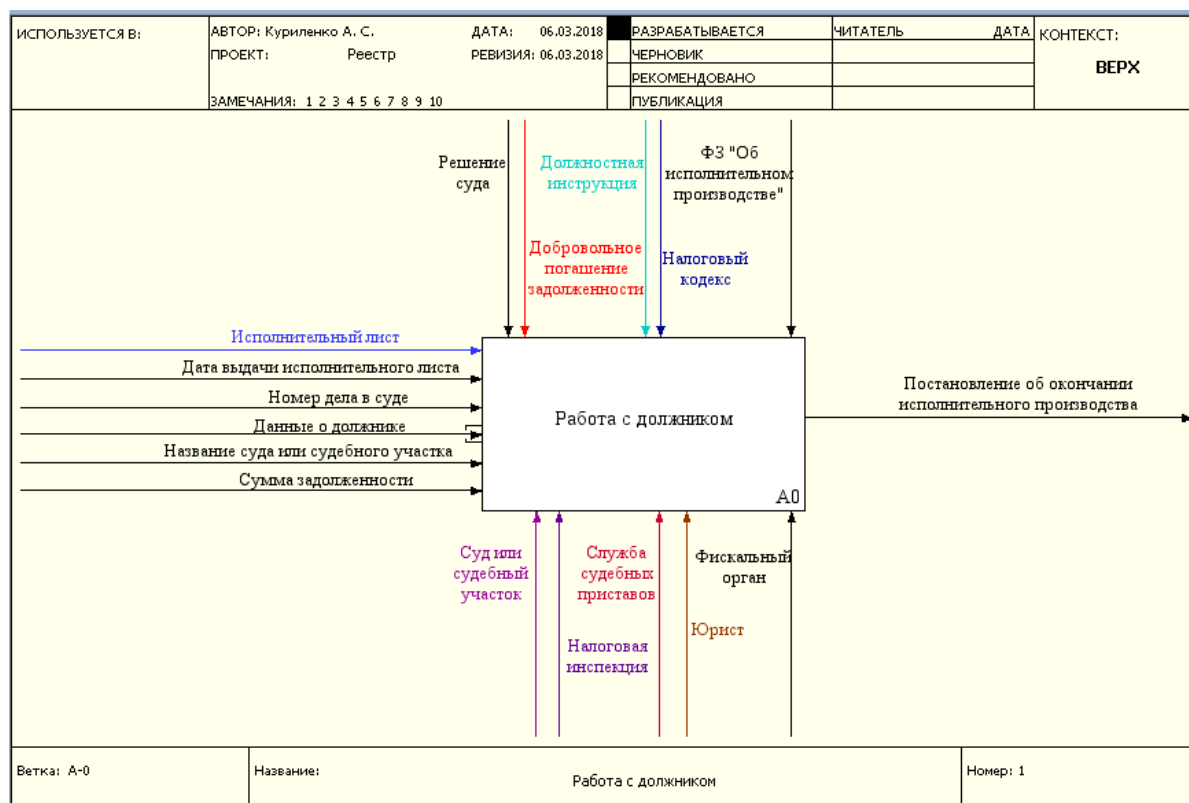 ИСПОЛЬЗУЕТСЯ В:
АВТОР: Куриленко А. С.
ДАТА: 06.03.2018
РАЗРАБАТЫВАЕТСЯ
ЧИТАТЕЛЬ
ДАТА
КОНТЕКСТ:
ПРОЕКТ: Реестр
РЕВИЗИЯ: 06.03.2018
ЧЕРНОВИК
ВЕРХ
РЕКОМЕНДОВАНО
ЗАМЕЧАНИЯ: 1 2 3 4 5 6 7 8 9 10
ПУБЛИКАЦИЯ
Решение
суда
Должностная
инструкция
ФЗ "Об
исполнительном
производстве"
Добровольное
погашение
задолженности
Налоговый
кодекс
Исполнительный лист
Дата выдачи исполнительного листа
Номер дела в суде
Данные о должнике
Название суда или судебного участка
Сумма задолженности
Работа с должником
A0
Постановление об окончании
исполнительного производства
Суд или
судебный
участок
Служба
судебных
приставов
Фискальный
орган
Налоговая
инспекция
Юрист
Ветка: A-0
Название:
Работа с должником
Номер: 1